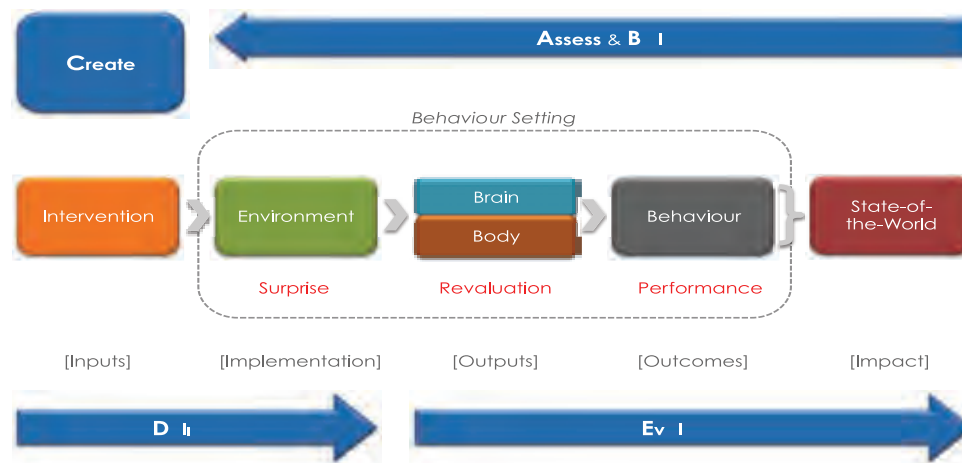 Assess & B
Create
Behaviour Setting
Intervention
Environment
Brain
Body
Behaviour
State-of-
the-World
Surprise
Revaluation
Performance
[Inputs]
[Implementation]
[Outputs]
[Outcomes]
[Impact]
D
Ev